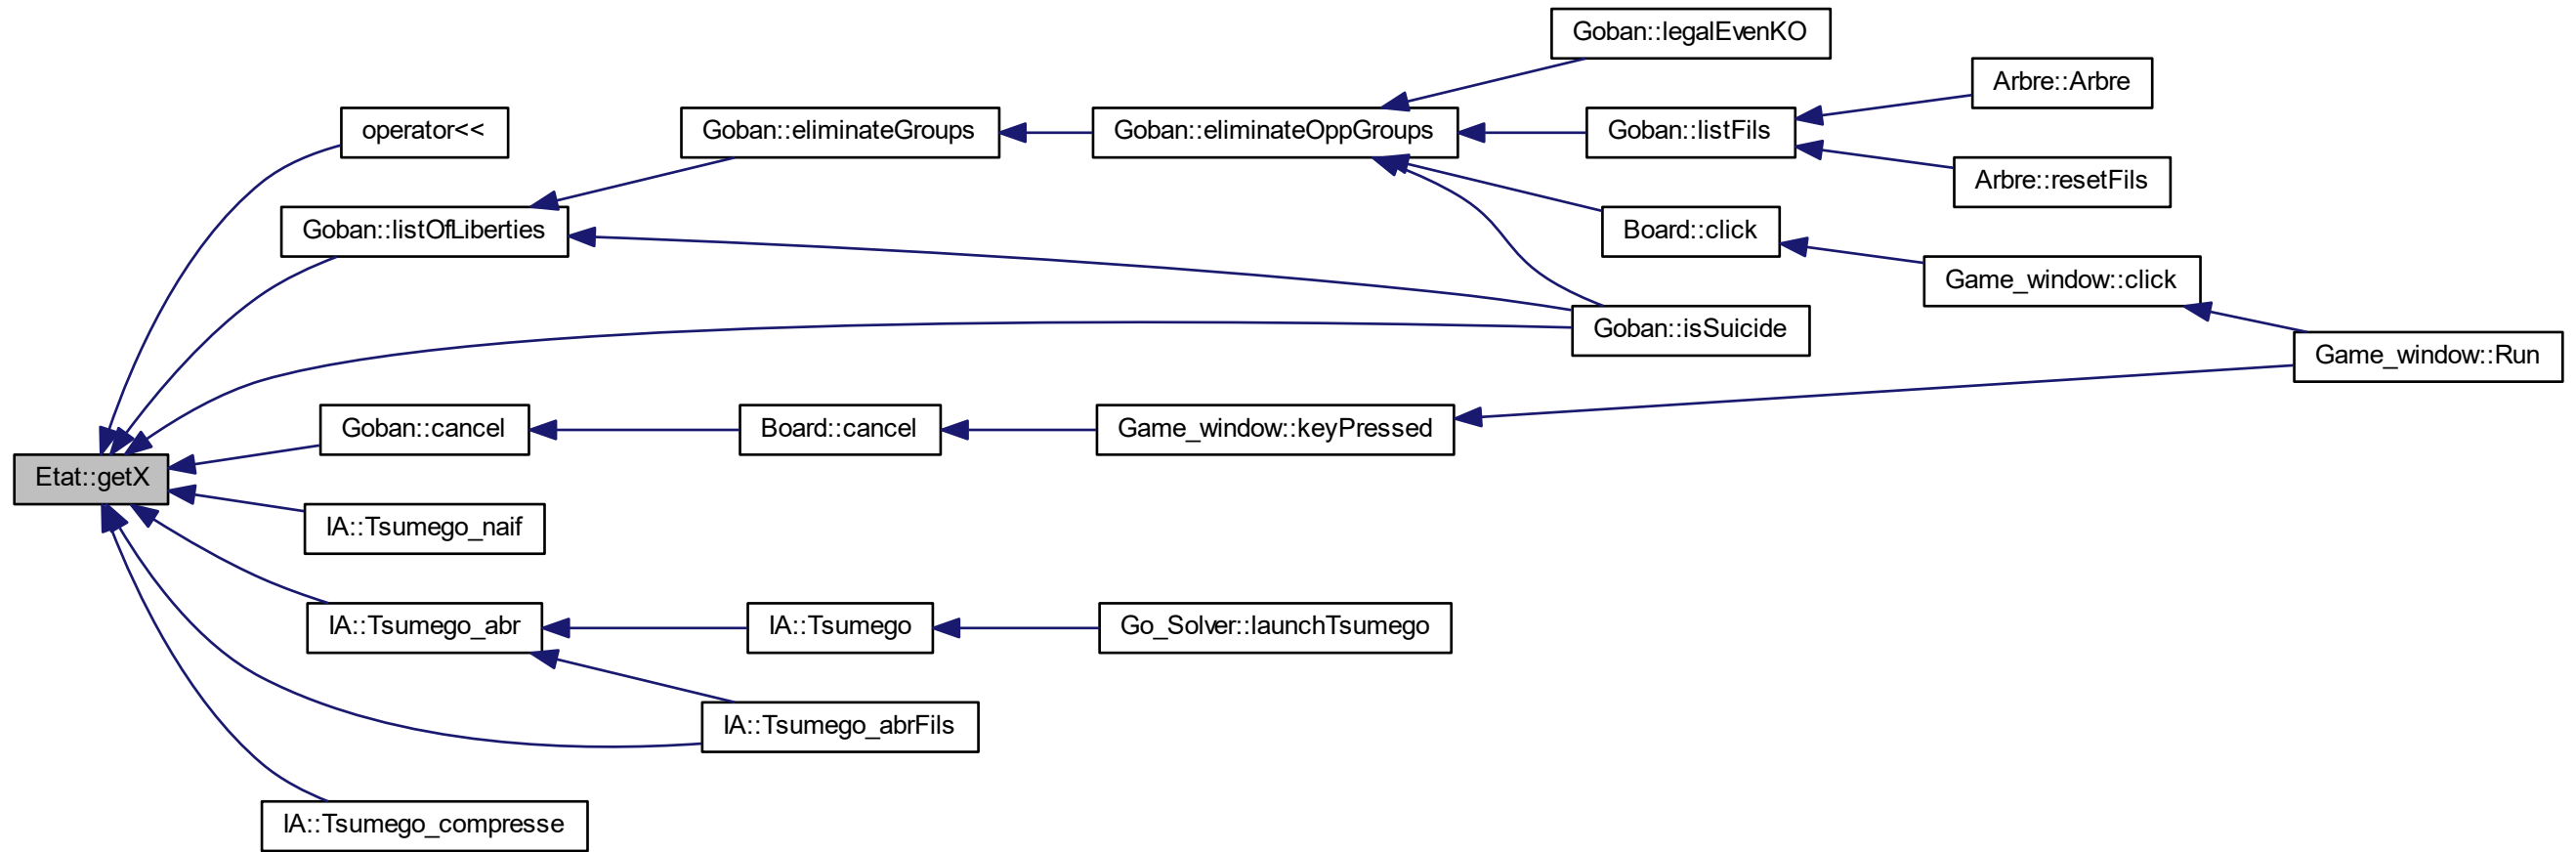 Goban::legalEvenKO
Arbre::Arbre
operator<<
Goban::eliminateGroups
Goban::eliminateOppGroups
Goban::listFils
Arbre::resetFils
Goban::listOfLiberties
Board::click
Game_window::click
Goban::isSuicide
Game_window::Run
Goban::cancel
Board::cancel
Game_window::keyPressed
Etat::getX
IA::Tsumego_naif
IA::Tsumego_abr
IA::Tsumego
Go_Solver::launchTsumego
IA::Tsumego_abrFils
IA::Tsumego_compresse